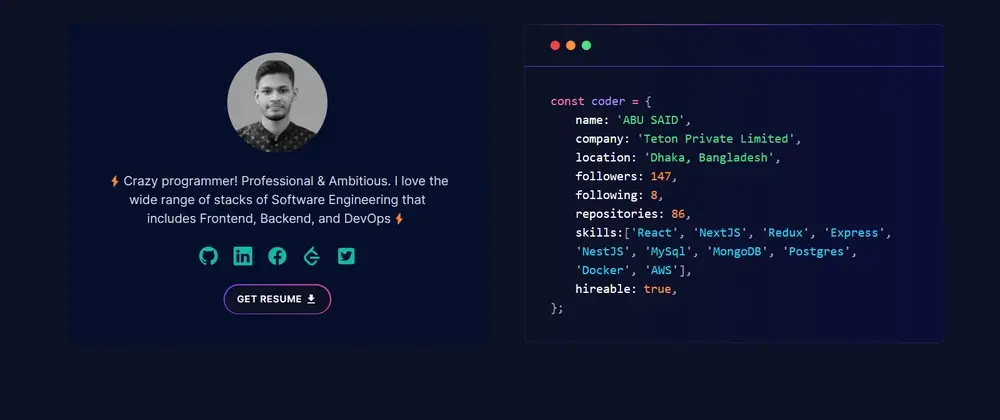 ⚡ Crazy programmer! Professional & Ambitious. I love the
wide range of stacks of Software Engineering that
includes Frontend, Backend, and DevOps ⚡
GET RESUME
const coder = {
name: 'ABU SAID',
company: 'Teton Private Limited',
location: 'Dhaka, Bangladesh',
followers: 147,
following: 8,
repositories: 86,
skills:['React', 'NextJS', 'Redux', 'Express',
'NestJS', 'MySql', 'MongoDB', 'Postgres',
'Docker', 'AWS'],
hireable: true,
};